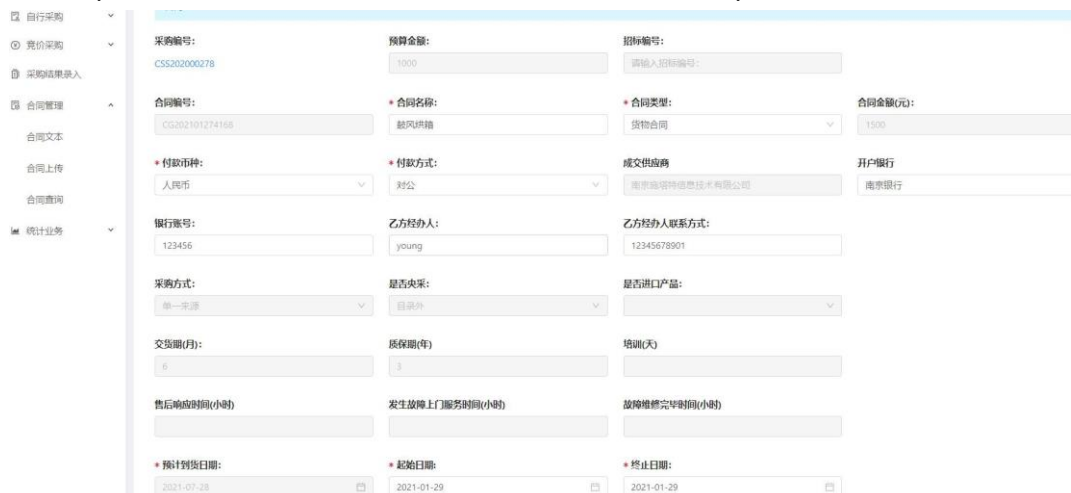 自行采购
竞价采购
采购结果录入
合同管理
合同文本
合同上传
合同查询
统计业务
采购编号: 预算金额: 招标编号:
CSS202000278 1000 请输入招标编号:
合同编号: * 合同名称: * 合同类型: 合同金额(元):
CG202101274168 鼓风烘箱 货物合同 1500
* 付款币种: * 付款方式: 成交供应商 开户银行
人民币 对公 南京 塔特信息技术有限公司 南京银行
银行账号: 乙方经办人: 乙方经办人联系方式:
123456 young 12345678901
采购方式: 是否央采: 是否进口产品:
单一来源 目录外
交货期(月): 质保期(年) 培训(天)
6 3
售后响应时间(小时) 发生故障上门服务时间(小时) 故障维修完毕时间(小时)
* 预计到货日期: * 起始日期: * 终止日期:
2021-07-28 2021-01-29 2021-01-29